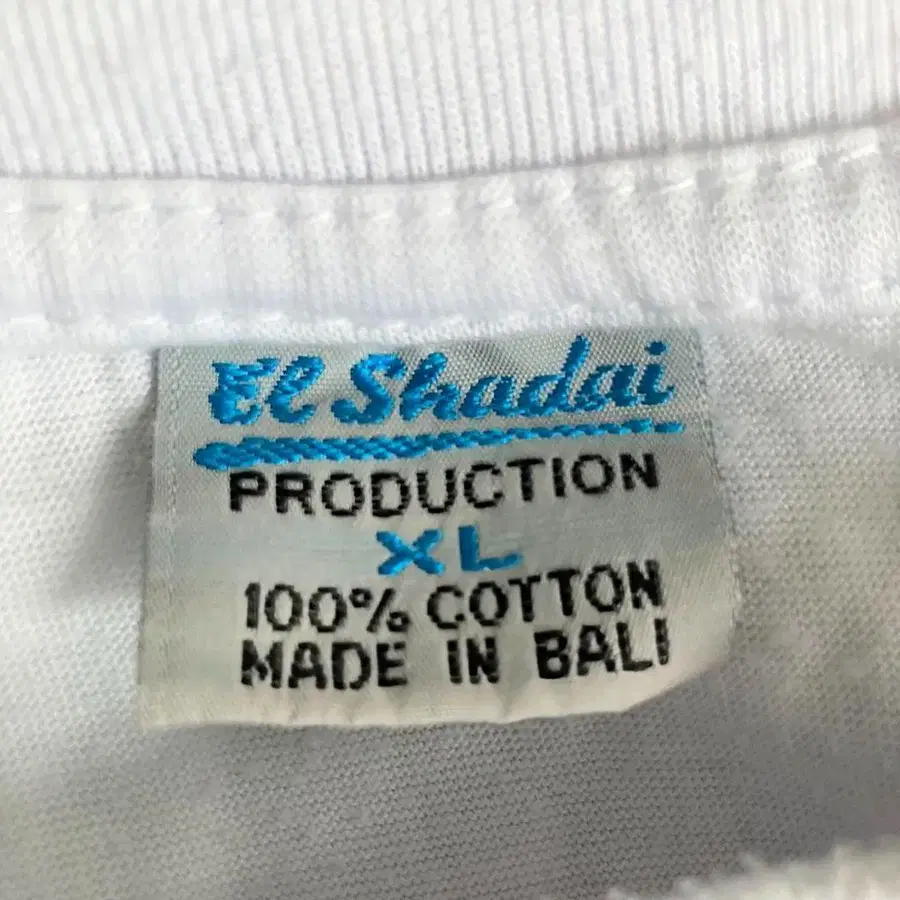 El Shadai
PRODUCTION
XL
100% COTTON
MADE IN BALI